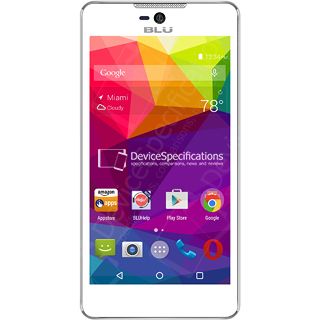 BLU
12:34
Google
Miami
Cloudy
78°
DeviceSpecifications
specifications, comparisons, news and reviews
amazon
apps
Appstore
BLUHelp
Play Store
Google